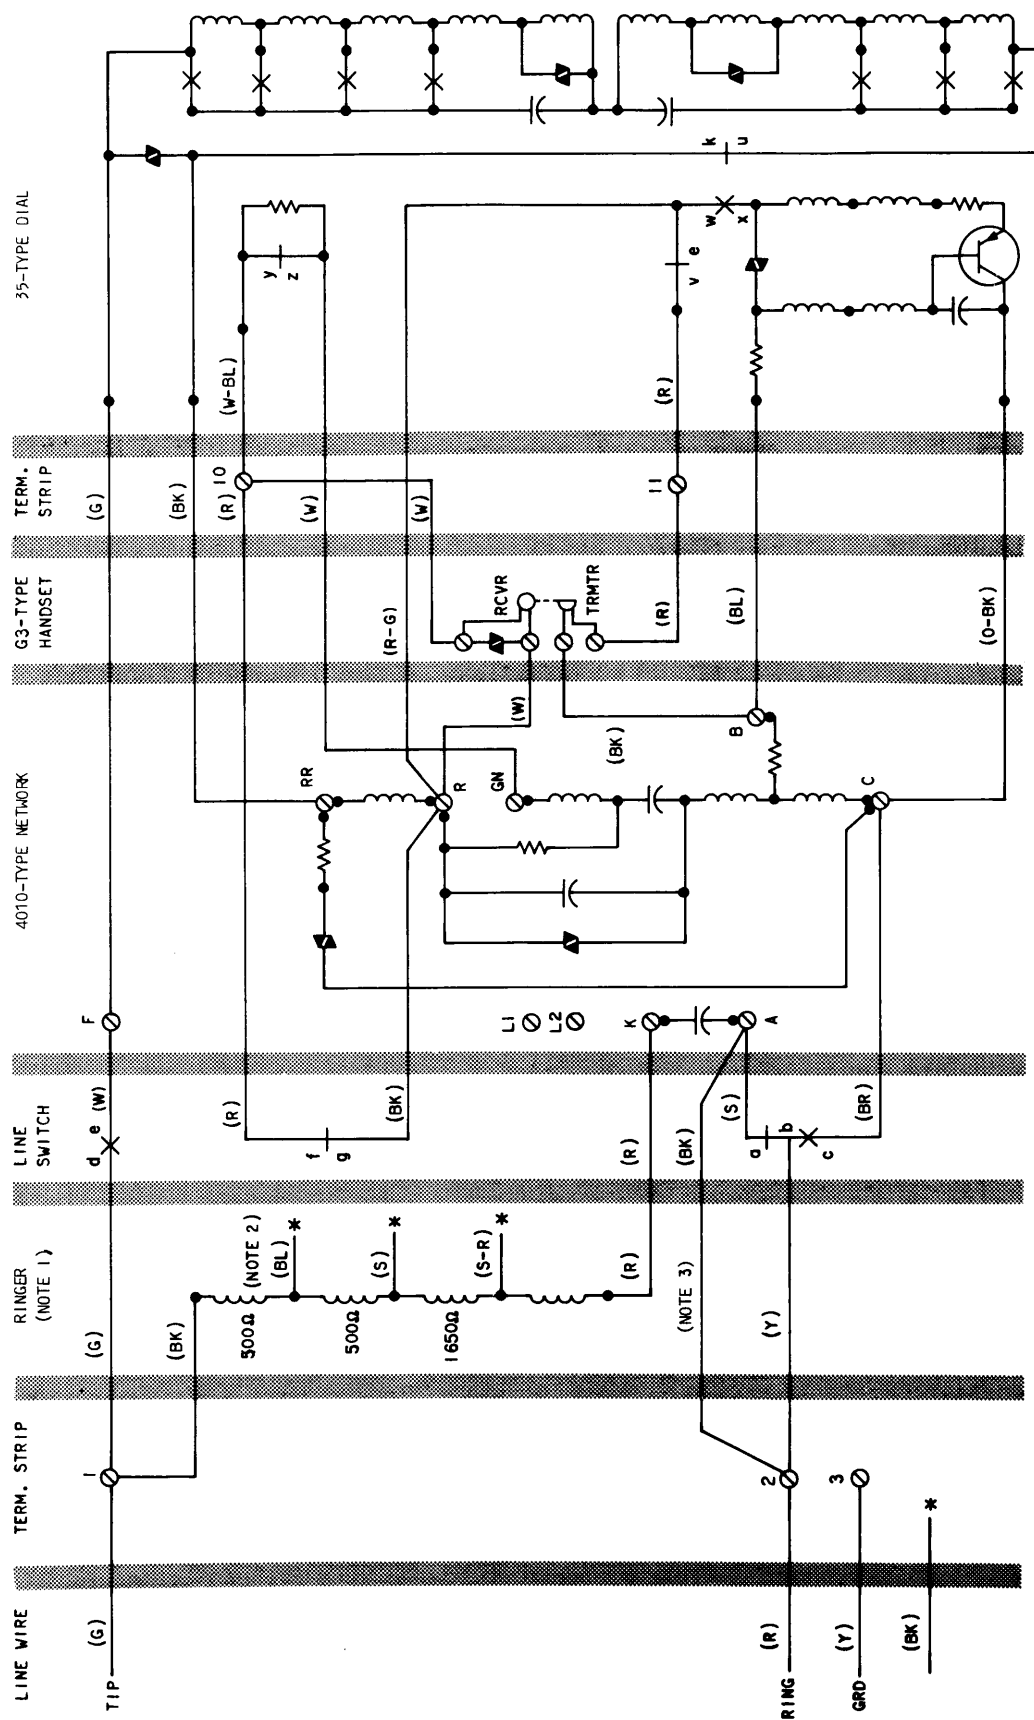 LINE WIRE
TERM. STRIP
RINGER
(NOTE 1)
LINE
SWITCH
4010-TYPE NETWORK
G3-TYPE
HANDSET
TERM.
STRIP
35-TYPE DIAL
TIP
(G)
1
(G)
d
e
(W)
F
(G)
(BK)
(BK)
RR
(R)
(R)
10
(W-BL)
y
z
(W)
500Ω
(NOTE 2)
(BL)
*
f
g
500Ω
(S)
*
(BK)
R
(R-G)
(W)
1650Ω
(S-R)
*
GN
(W)
RCVR
L1
L2
TRMTR
(R)
(R)
K
(BK)
(R)
11
(R)
v
e
w
x
k
u
(NOTE 3)
(BK)
(S)
A
B
(BL)
a
b
c
RING
(R)
2
(Y)
(BR)
C
(O-BK)
GRD
(Y)
3
(BK)
*